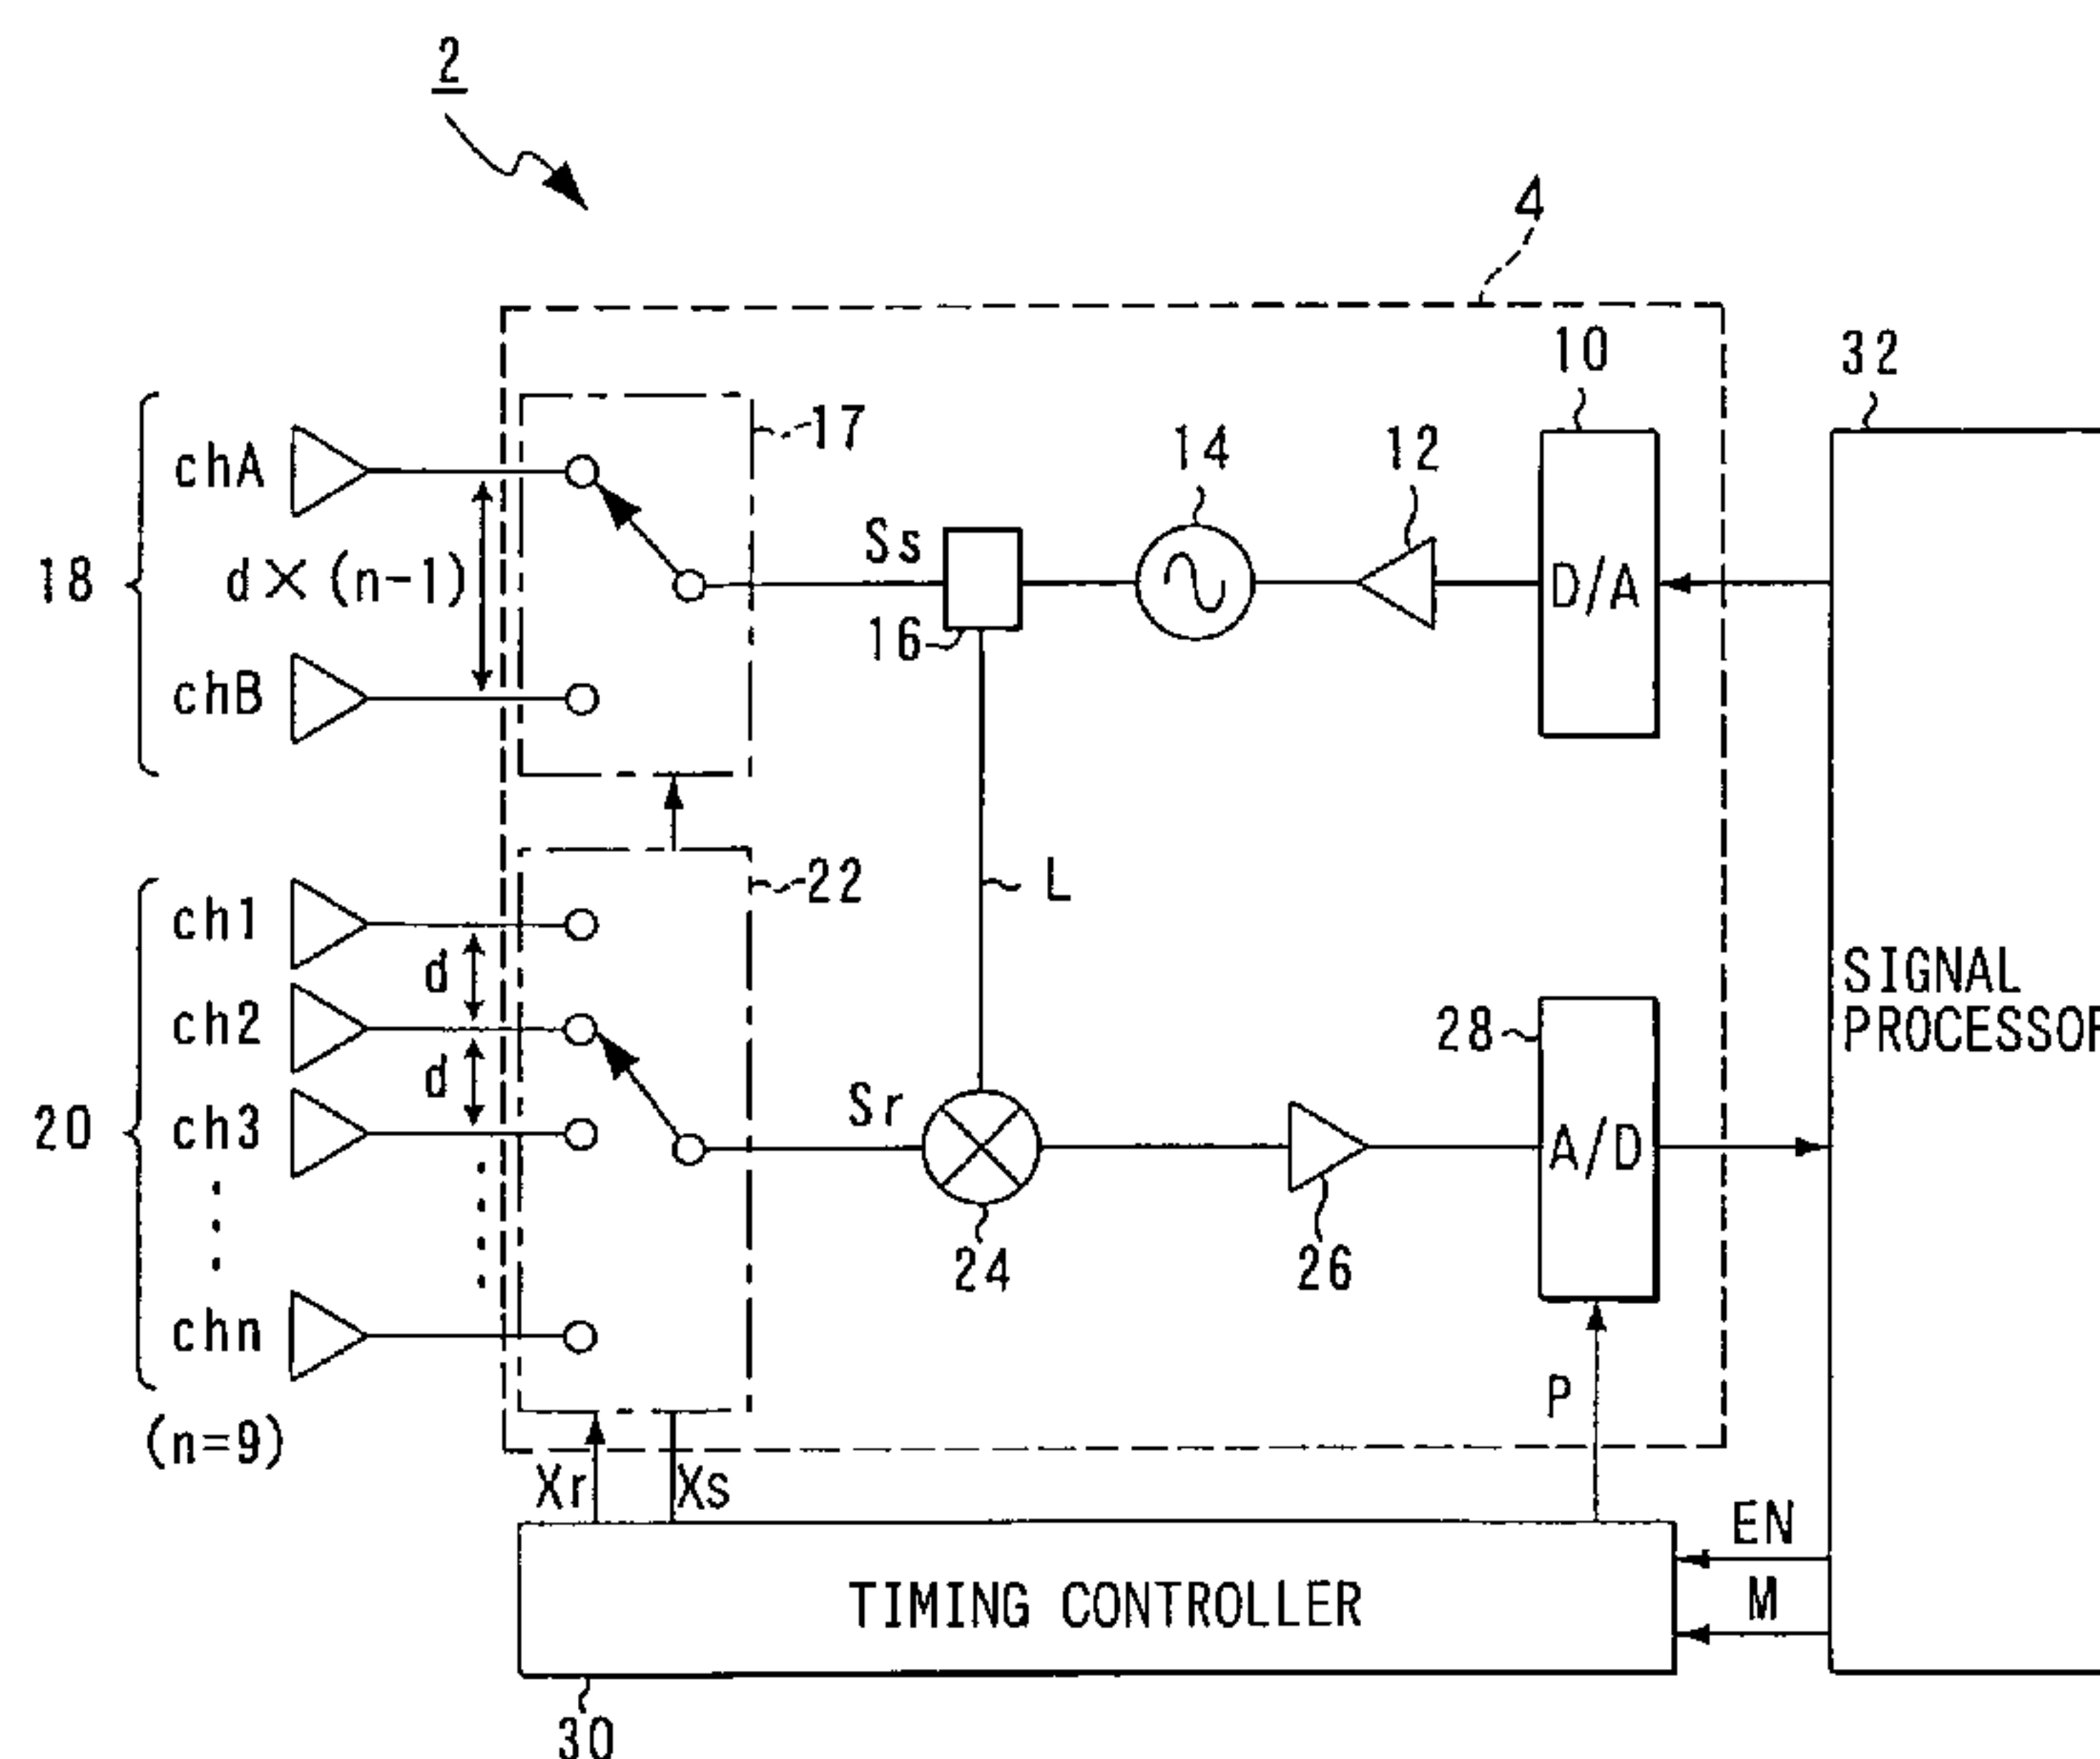 2
4
10
32
17
14
12
chA
Ss
D/A
18
d×(n-1)
16
chB
22
L
ch1
d
ch2
SIGNAL
PROCESSOR
28
d
Sr
20
ch3
A/D
24
26
chn
P
(n=9)
Xr
Xs
EN
M
TIMING CONTROLLER
30